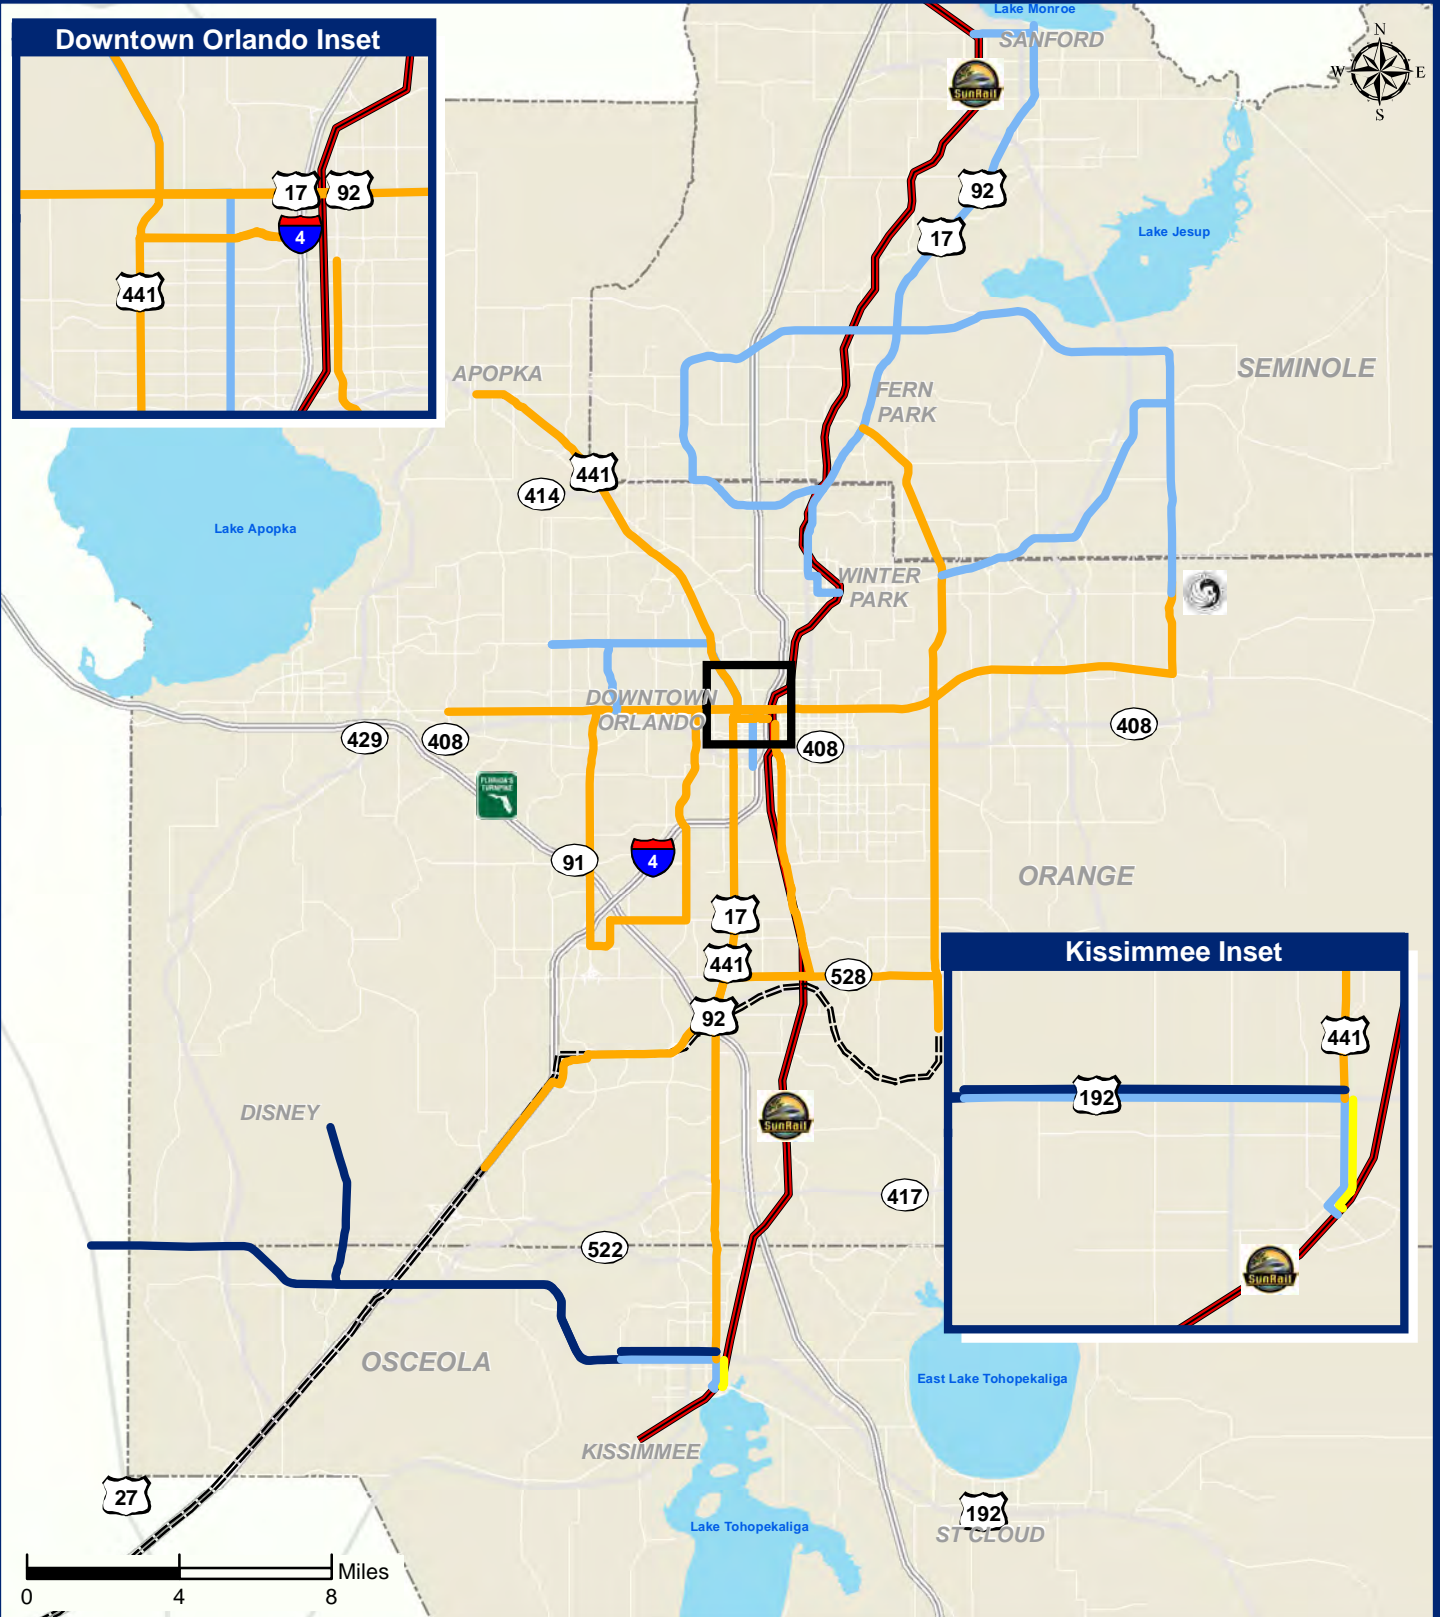 Downtown Orlando Inset
17
92
4
441
Lake Monroe
SANFORD
SunRail
N
W
E
S
92
17
Lake Jesup
SEMINOLE
APOPKA
FERN
PARK
441
414
Lake Apopka
WINTER
PARK
DOWNTOWN
ORLANDO
429
408
408
408
FLORIDA'S
TURNPIKE
91
4
ORANGE
17
441
528
92
Kissimmee Inset
441
192
SunRail
DISNEY
SunRail
417
522
OSCEOLA
East Lake Tohopekaliga
KISSIMMEE
27
192
ST CLOUD
Lake Tohopekaliga
Miles
0
4
8